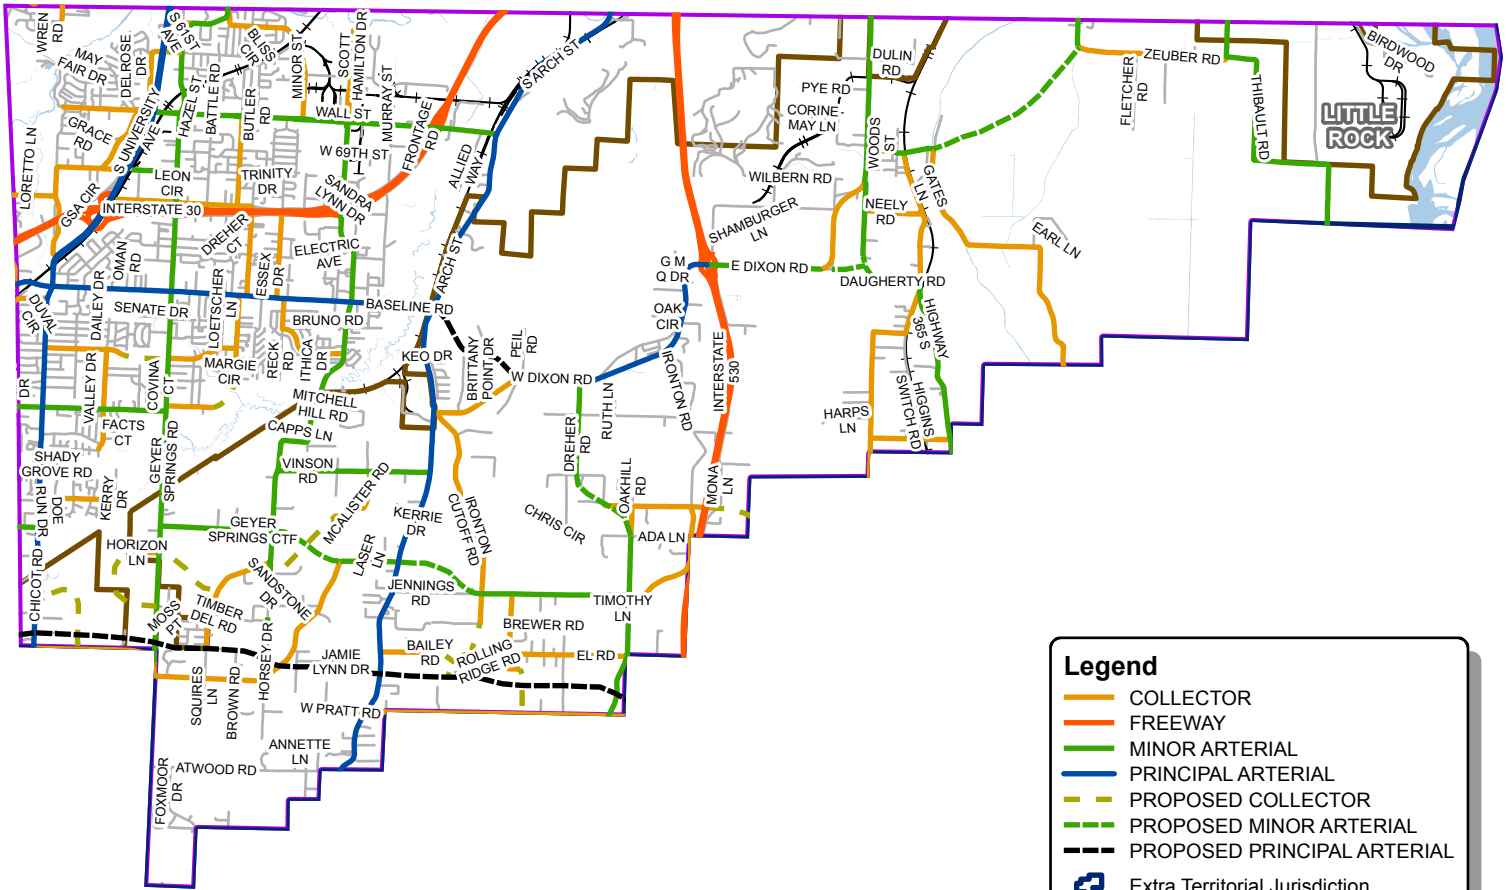 WREN
RD
MAY
FAIR DR
DELROSE
DR
S 61ST
AVE
BLISS
CIR
MINOR ST
SCOTT
HAMILTON DR
MURRAY ST
WALL ST
HAZEL ST
BATTLE RD
BUTLER
RD
FRONTAGE
RD
S ARCH ST
GRACE
RD
S UNIVERSITY
AVE
LORETTO LN
LEON
CIR
TRINITY
DR
W 69TH ST
SANDRA
LYNN DR
ALLIED
WAY
GSA CIR
INTERSTATE 30
OMAN
RD
DREHER
CT
ELECTRIC
AVE
ESSEX
DR
LOETSCHER
LN
DAILEY DR
DUVAL
CIR
SENATE DR
BASELINE RD
ARCH ST
BRUNO RD
RECK
RD
ITHICA
DR
MARGIE
CIR
KEO DR
BRITTANY
POINT DR
PEIL
RD
W DIXON RD
DR
VALLEY DR
COVINA
CT
MITCHELL
HILL RD
CAPPS LN
FACTS
CT
GEYER
SPRINGS RD
VINSON
RD
SHADY
GROVE RD
DOE
RUN DR
KERRY
DR
MCALISTER RD
KERRIE
DR
IRONTON
CUTOFF RD
CHRIS CIR
GEYER
SPRINGS CTF
HORIZON
LN
LASER
LN
JENNINGS
RD
CHICOT RD
SANDSTONE
DR
TIMBER
DEL RD
MOSS
PT
HORSEY DR
JAMIE
LYNN DR
BAILEY
RD
ROLLING
RIDGE RD
BREWER RD
EL RD
TIMOTHY
LN
ADA LN
SQUIRES
LN
BROWN RD
W PRATT RD
ANNETTE
LN
ATWOOD RD
FOXMOOR
DR
DREHER
RD
RUTH LN
OAKHILL
RD
IRONTON RD
INTERSTATE
530
MONA
LN
G M
Q DR
OAK
CIR
E DIXON RD
SHAMBURGER
LN
WILBERN RD
CORINE
MAY LN
PYE RD
DULIN
RD
WOODS
ST
NEELY
RD
GATES
LN
DAUGHERTY RD
HIGHWAY
365 S
HIGGINS
SWITCH RD
HARPS
LN
EARL LN
FLETCHER
RD
ZEUBER RD
THIBAULT RD
BIRDWOOD
DR
LITTLE
ROCK
Legend
COLLECTOR
FREEWAY
MINOR ARTERIAL
PRINCIPAL ARTERIAL
PROPOSED COLLECTOR
PROPOSED MINOR ARTERIAL
PROPOSED PRINCIPAL ARTERIAL
Extra Territorial Jurisdiction